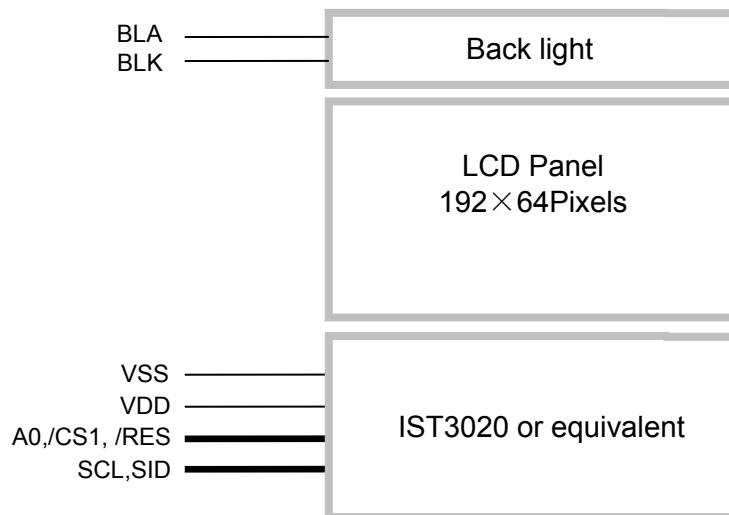 BLA
BLK
Back light
LCD Panel
192×64Pixels
VSS
VDD
A0,/CS1, /RES
SCL,SID
IST3020 or equivalent